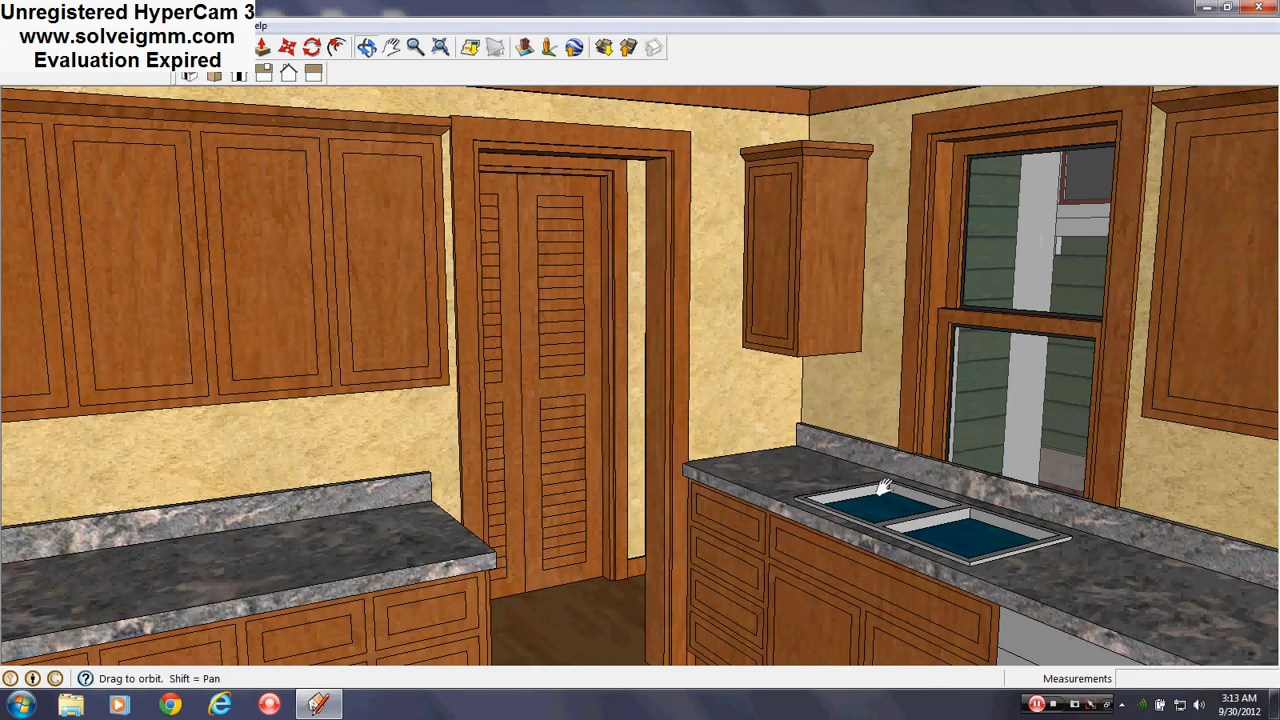 Unregistered HyperCam 3
www.solveigmm.com
Evaluation Expired
elp
Drag to orbit. Shift = Pan
Measurements
3:13 AM
9/30/2012